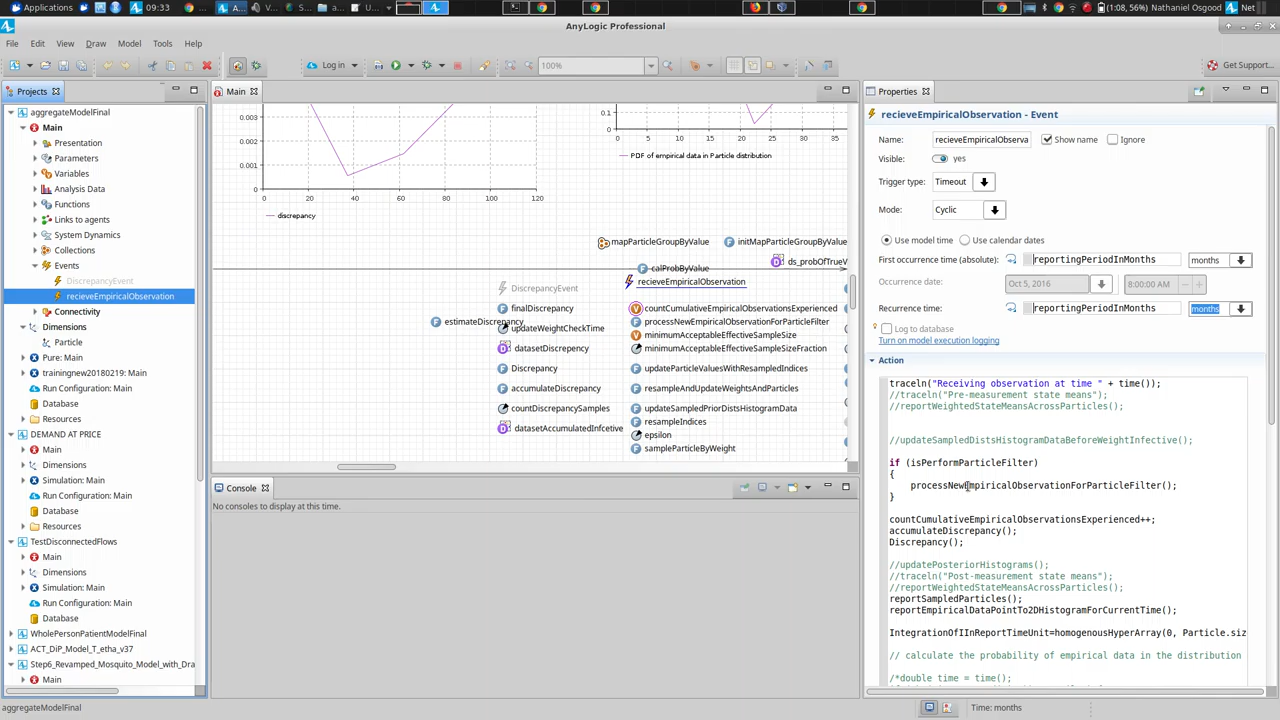 Applications
09:33
(1:08, 56%)
Nathaniel Osgood
Net
AnyLogic Professional
File
Edit
View
Draw
Model
Tools
Help
Log in
100%
Get Support...
Projects
aggregateModelFinal
Main
Presentation
Parameters
Variables
Analysis Data
Functions
Links to agents
System Dynamics
Collections
Events
DiscrepancyEvent
recieveEmpiricalObservation
Connectivity
Dimensions
Particle
Pure: Main
trainingnew20180219: Main
Run Configuration: Main
Database
Resources
DEMAND AT PRICE
Main
Dimensions
Simulation: Main
Run Configuration: Main
Database
Resources
TestDisconnectedFlows
Main
Dimensions
Simulation: Main
Run Configuration: Main
Database
WholePersonPatientModelFinal
ACT_DiP_Model_T_etha_v37
Step6_Revamped_Mosquito_Model_with_Dra
Main
Main
0.003
0.002
0.001
0
0 20 40 60 80 100 120
discrepancy
0.1
0
0 5 10 15 20 25 30 35
PDF of empirical data in Particle distribution
mapParticleGroupByValue
initMapParticleGroupByValue
ds_probOfTrueV
calProbByValue
recieveEmpiricalObservation
DiscrepancyEvent
finalDiscrepancy
countCumulativeEmpiricalObservationsExperienced
estimateDiscrepancy
processNewEmpiricalObservationForParticleFilter
updateWeightCheckTime
minimumAcceptableEffectiveSampleSize
datasetDiscrepency
minimumAcceptableEffectiveSampleSizeFraction
Discrepancy
updateParticleValuesWithResampledIndices
accumulateDiscrepancy
resampleAndUpdateWeightsAndParticles
countDiscrepancySamples
updateSampledPriorDistsHistogramData
resampleIndices
datasetAccumulatedInfcetive
epsilon
sampleParticleByWeight
Console
No consoles to display at this time.
Properties
recieveEmpiricalObservation - Event
Name:
recieveEmpiricalObserva
Show name
Ignore
Visible:
yes
Trigger type:
Timeout
Mode:
Cyclic
Use model time
Use calendar dates
First occurrence time (absolute):
reportingPeriodInMonths
months
Occurrence date:
Oct 5, 2016
8:00:00 AM
Recurrence time:
reportingPeriodInMonths
months
Log to database
Turn on model execution logging
Action
traceln("Receiving observation at time " + time());
//traceln("Pre-measurement state means");
//reportWeightedStateMeansAcrossParticles();
//updateSampledDistsHistogramDataBeforeWeightInfective();
if (isPerformParticleFilter)
{
processNewEmpiricalObservationForParticleFilter();
}
countCumulativeEmpiricalObservationsExperienced++;
accumulateDiscrepancy();
Discrepancy();
//updatePosteriorHistograms();
//traceln("Post-measurement state means");
//reportWeightedStateMeansAcrossParticles();
reportSampledParticles();
reportEmpiricalDataPointTo2DHistogramForCurrentTime();
IntegrationOfIInReportTimeUnit=homogenousHyperArray(0, Particle.siz
// calculate the probability of empirical data in the distribution
/*double time = time();
aggregateModelFinal
Time: months